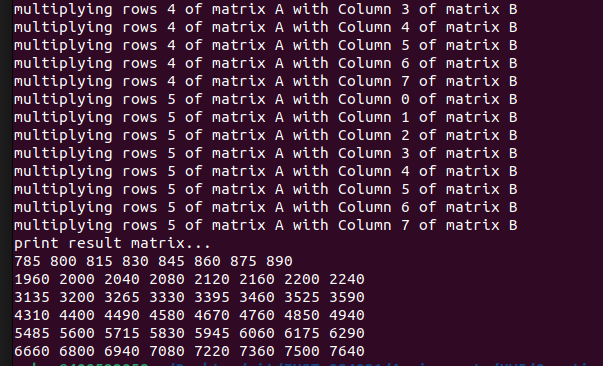 multiplying rows 4 of matrix A with Column 3 of matrix B
multiplying rows 4 of matrix A with Column 4 of matrix B
multiplying rows 4 of matrix A with Column 5 of matrix B
multiplying rows 4 of matrix A with Column 6 of matrix B
multiplying rows 4 of matrix A with Column 7 of matrix B
multiplying rows 5 of matrix A with Column 0 of matrix B
multiplying rows 5 of matrix A with Column 1 of matrix B
multiplying rows 5 of matrix A with Column 2 of matrix B
multiplying rows 5 of matrix A with Column 3 of matrix B
multiplying rows 5 of matrix A with Column 4 of matrix B
multiplying rows 5 of matrix A with Column 5 of matrix B
multiplying rows 5 of matrix A with Column 6 of matrix B
multiplying rows 5 of matrix A with Column 7 of matrix B
print result matrix...
785 800 815 830 845 860 875 890
1960 2000 2040 2080 2120 2160 2200 2240
3135 3200 3265 3330 3395 3460 3525 3590
4310 4400 4490 4580 4670 4760 4850 4940
5485 5600 5715 5830 5945 6060 6175 6290
6660 6800 6940 7080 7220 7360 7500 7640